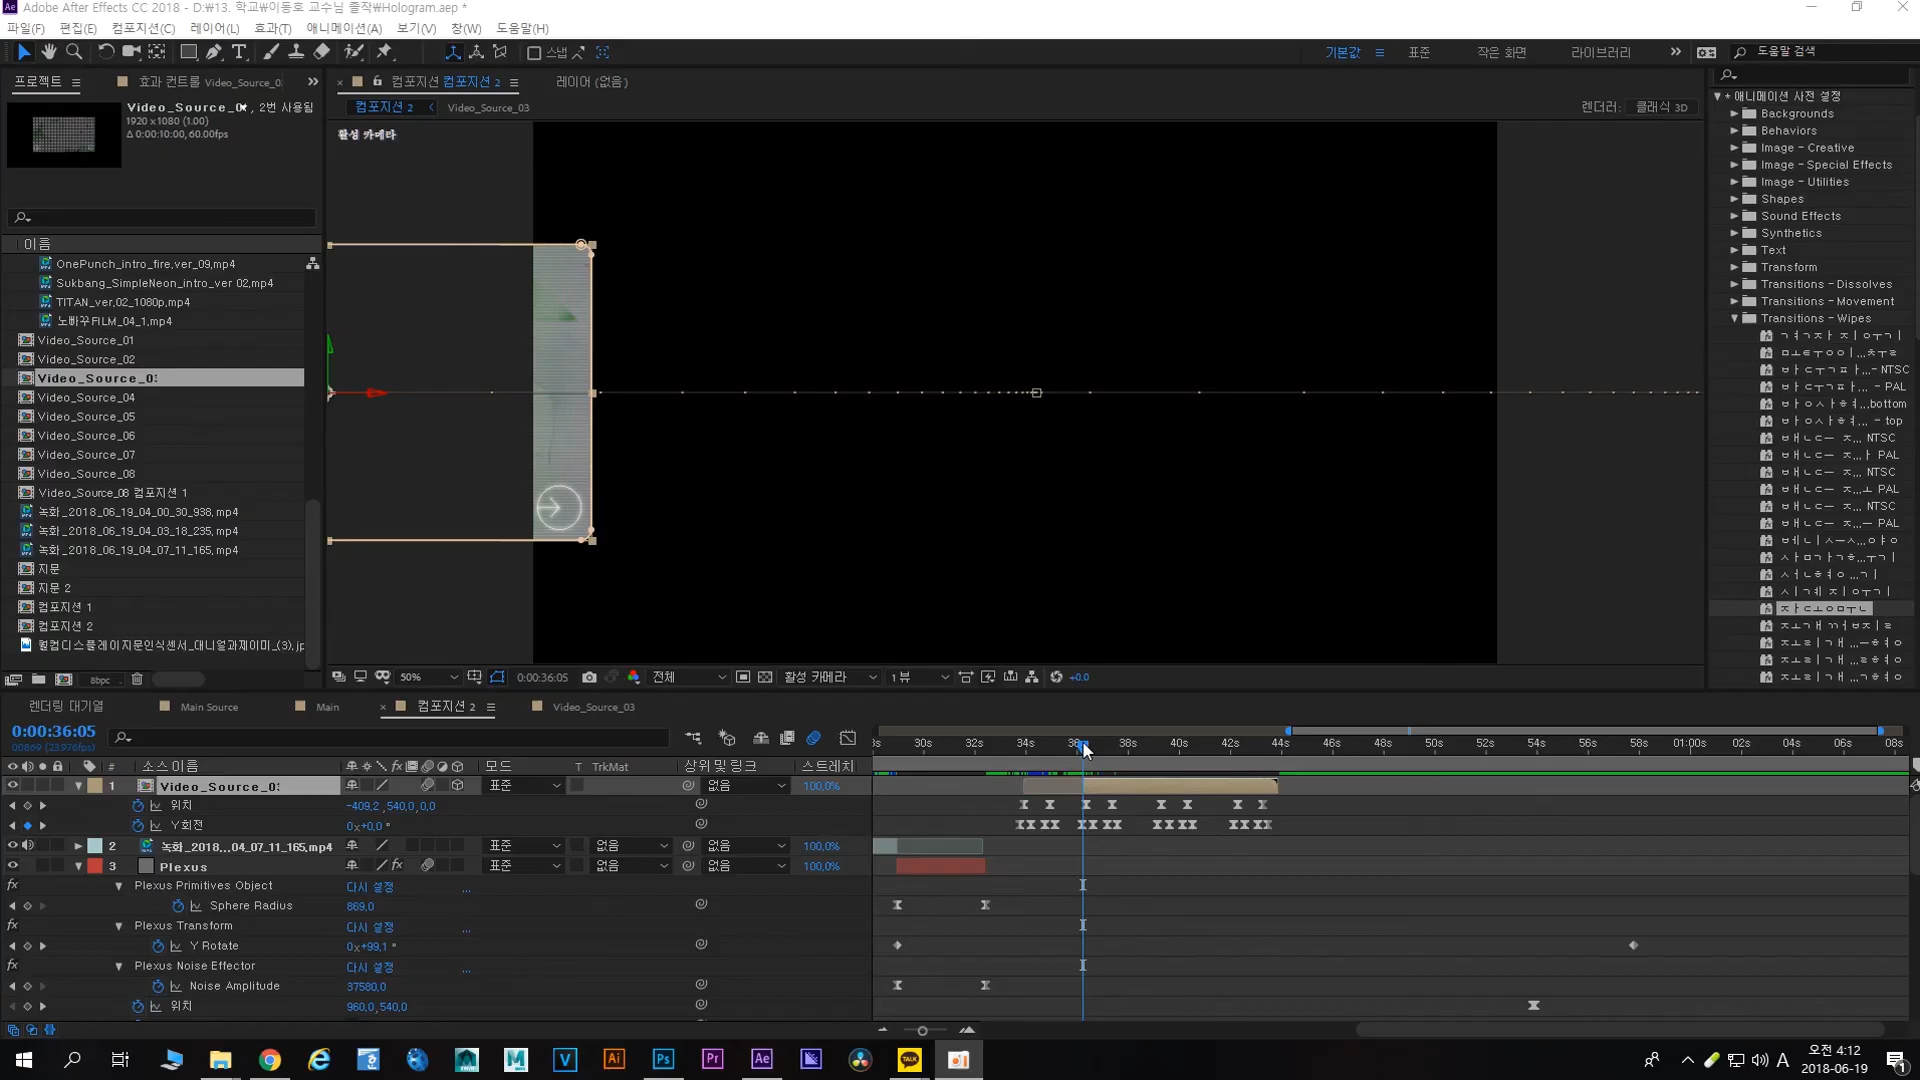 Adobe After Effects CC 2018 - D:₩13. 학교₩이동호 교수님 졸작₩Hologram.aep *
파일(F) 편집(E) 컴포지션(C) 레이어(L) 효과(T) 애니메이션(A) 보기(V) 창(W) 도움말(H)
스냅 기본값 표준 작은 화면 라이브러리 도움말 검색
프로젝트 효과 컨트롤 Video_Source_0 컴포지션 컴포지션 2 레이어 (없음)
, 2번 사용됨
1920 x 1080 (1.00)
Δ 0:00:10:00, 60.00fps
컴포지션 2 Video_Source_03 렌더러: 클래식 3D
활성 카메라
이름
OnePunch_intro_fire.ver_09.mp4
Sukbang_SimpleNeon_intro_ver 02.mp4
TITAN_ver.02_1080p.mp4
노빠꾸FILM_04_1.mp4
Video_Source_01
Video_Source_02
Video_Source_0
Video_Source_04
Video_Source_05
Video_Source_06
Video_Source_07
Video_Source_08
Video_Source_08 컴포지션 1
녹화_2018_06_19_04_00_30_938.mp4
녹화_2018_06_19_04_03_18_235.mp4
녹화_2018_06_19_04_07_11_165.mp4
지문
지문 2
컴포지션 1
컴포지션 2
웰컴디스플레이지문인식센서_대니얼과제이미_(3).jp
8bpc
* 애니메이션 사전 설정
Backgrounds
Behaviors
Image - Creative
Image - Special Effects
Image - Utilities
Shapes
Sound Effects
Synthetics
Text
Transform
Transitions - Dissolves
Transitions - Movement
Transitions - Wipes
- NTSC
- PAL
...bottom
... - top
NTSC
PAL
NTSC
PAL
NTSC
PAL
50% 0:00:36:05 전체 활성 카메라 1 뷰 +0.0
렌더링 대기열 Main Source Main 컴포지션 2 Video_Source_03
0:00:36:05
00869 (23.976fps)
30s 32s 34s 36s 38s 40s 42s 44s 46s 48s 50s 52s 54s 56s 58s 01:00s 02s 04s 06s 08s
# 소스 이름 모드 T TrkMat 상위 및 링크 스트레치
1 Video_Source_0 표준 없음 100.0%
위치 -409.2, 540.0, 0.0
Y 회전 0x+0.0 °
2 녹화_2018...04_07_11_165.mp4 표준 없음 없음 100.0%
3 Plexus 표준 없음 없음 100.0%
Plexus Primitives Object 다시 설정 ...
Sphere Radius 869.0
Plexus Transform 다시 설정
Y Rotate 0x+99.1 °
Plexus Noise Effector 다시 설정 ...
Noise Amplitude 37580.0
위치 960.0, 540.0
오전 4:12
2018-06-19
A